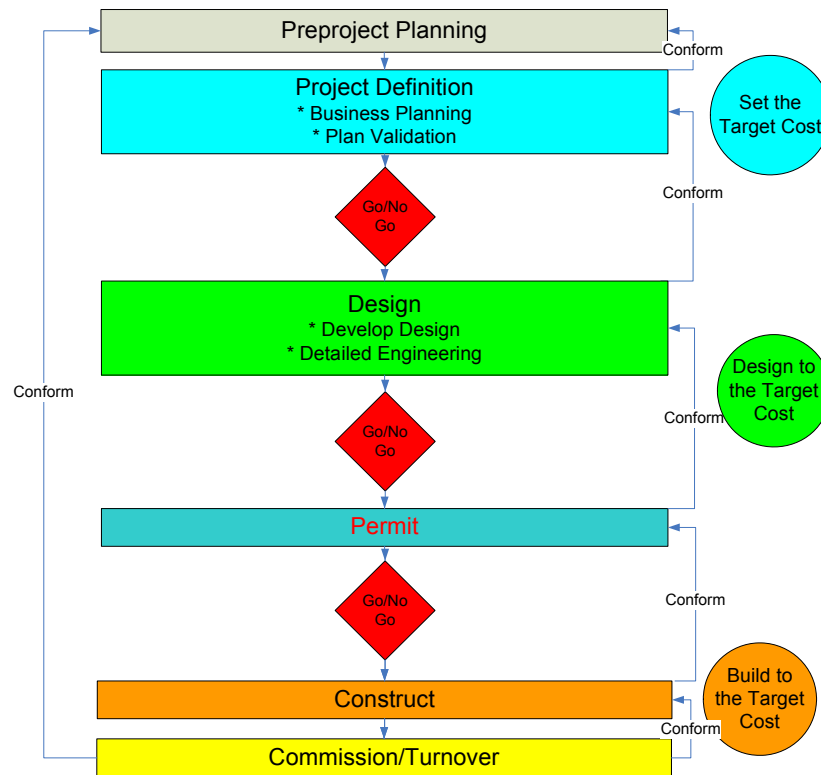 Preproject Planning
Conform
Project Definition
* Business Planning
* Plan Validation
Set the
Target Cost
Conform
Go/No
Go
Design
* Develop Design
* Detailed Engineering
Conform
Design to
the Target
Cost
Conform
Go/No
Go
Permit
Go/No
Go
Conform
Construct
Build to
the Target
Cost
Conform
Commission/Turnover